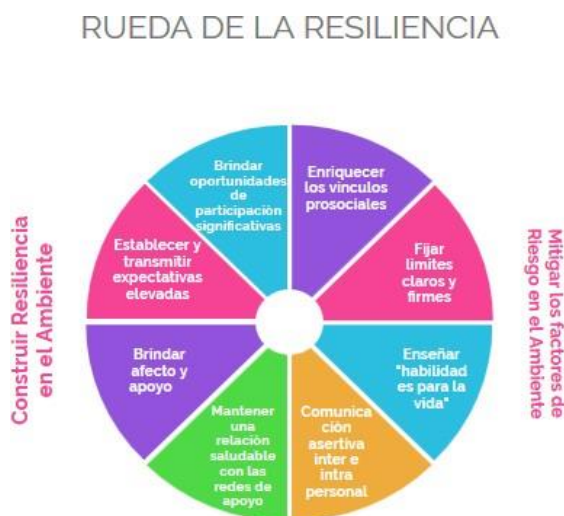 RUEDA DE LA RESILIENCIA
Construir Resiliencia
en el Ambiente
Brindar
oportunidades
de
participación
significativas
Enriquecer
los vínculos
prosociales
Establecer y
transmitir
expectativas
elevadas
Fijar
limites
claros y
firmes
Brindar
afecto y
apoyo
Enseñar
"habilidad
es para la
vida"
Mantener
una
relación
saludable
con las
redes de
apoyo
Comunica
ción
asertiva
inter e
intra
personal
Mitigar los factores de
Riesgo en el Ambiente